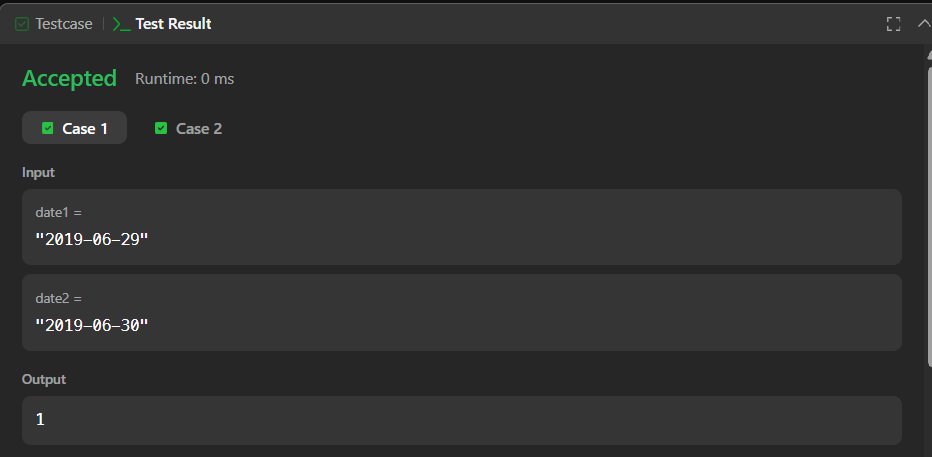 Testcase Test Result
Accepted Runtime: 0 ms
Case 1 Case 2
Input
date1 =
"2019-06-29"
date2 =
"2019-06-30"
Output
1